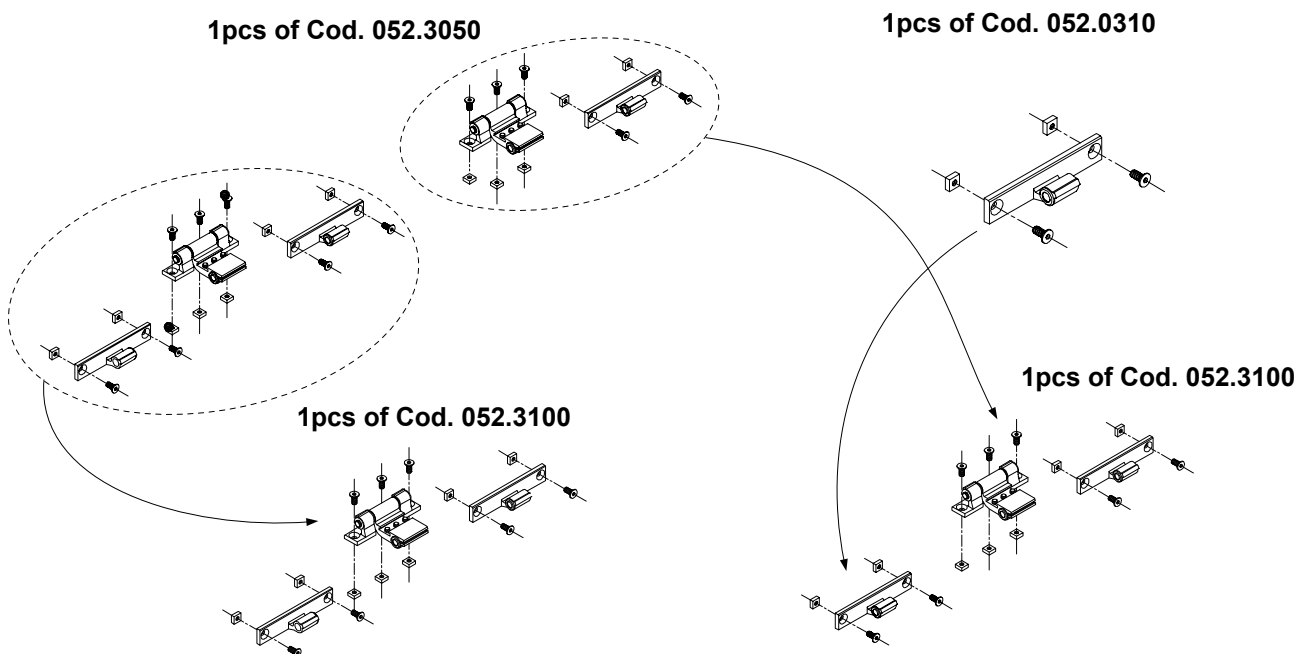 1pcs of Cod. 052.3050
1pcs of Cod. 052.0310
1pcs of Cod. 052.3100
1pcs of Cod. 052.3100